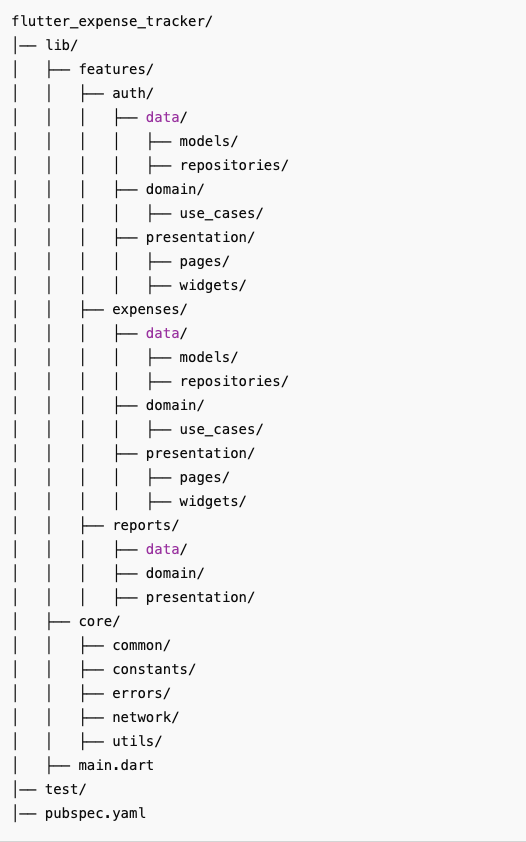 flutter_expense_tracker/
├── lib/
│   ├── features/
│   │   ├── auth/
│   │   │   ├── data/
│   │   │   │   ├── models/
│   │   │   │   ├── repositories/
│   │   │   ├── domain/
│   │   │   │   ├── use_cases/
│   │   │   ├── presentation/
│   │   │   │   ├── pages/
│   │   │   │   ├── widgets/
│   │   ├── expenses/
│   │   │   ├── data/
│   │   │   │   ├── models/
│   │   │   │   ├── repositories/
│   │   │   ├── domain/
│   │   │   │   ├── use_cases/
│   │   │   ├── presentation/
│   │   │   │   ├── pages/
│   │   │   │   ├── widgets/
│   │   ├── reports/
│   │   │   ├── data/
│   │   │   ├── domain/
│   │   │   ├── presentation/
│   ├── core/
│   │   ├── common/
│   │   ├── constants/
│   │   ├── errors/
│   │   ├── network/
│   │   ├── utils/
│   ├── main.dart
├── test/
├── pubspec.yaml